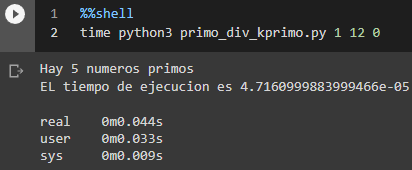 1 %%shell
2 time python3 primo_div_kprimo.py 1 12 0
Hay 5 numeros primos
EL tiempo de ejecucion es 4.7160999883999466e-05
real 0m0.044s
user 0m0.033s
sys 0m0.009s